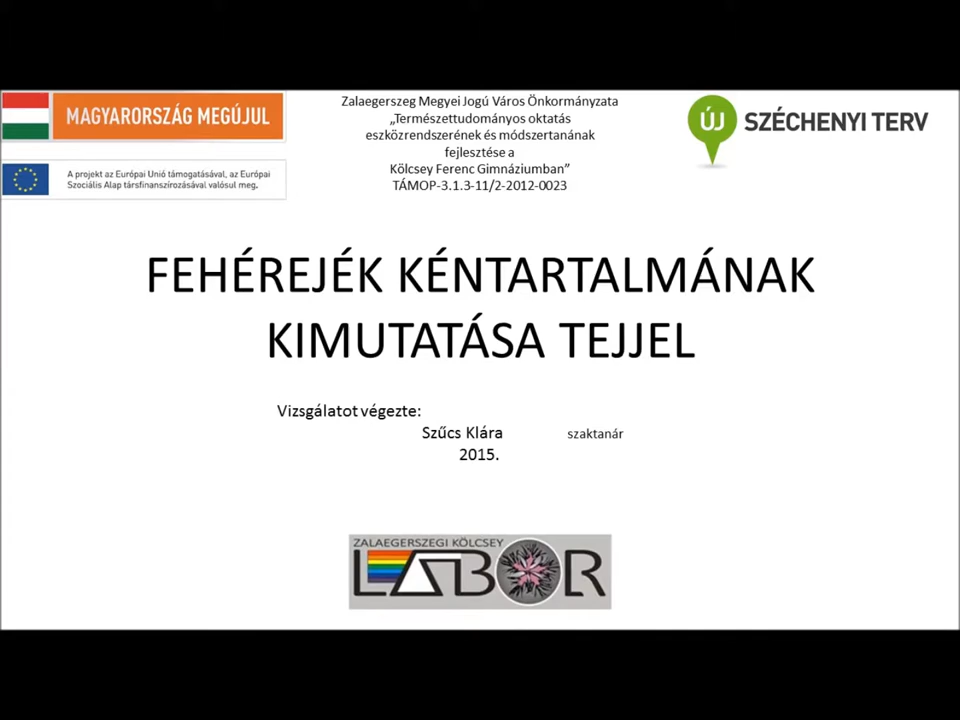 MAGYARORSZÁG MEGÚJUL
A projekt az Európai Unió támogatásával, az Európai
Szociális Alap társfinanszírozásával valósul meg.
Zalaegerszeg Megyei Jogú Város Önkormányzata
„Természettudományos oktatás
eszközrendszerének és módszertanának
fejlesztése a
Kölcsey Ferenc Gimnáziumban”
TÁMOP-3.1.3-11/2-2012-0023
ÚJ SZÉCHENYI TERV
FEHÉREJÉK KÉNTARTALMÁNAK
KIMUTATÁSA TEJJEL
Vizsgálatot végezte:
Szűcs Klára szaktanár
2015.
ZALAEGERSZEGI KÖLCSEY
LABOR